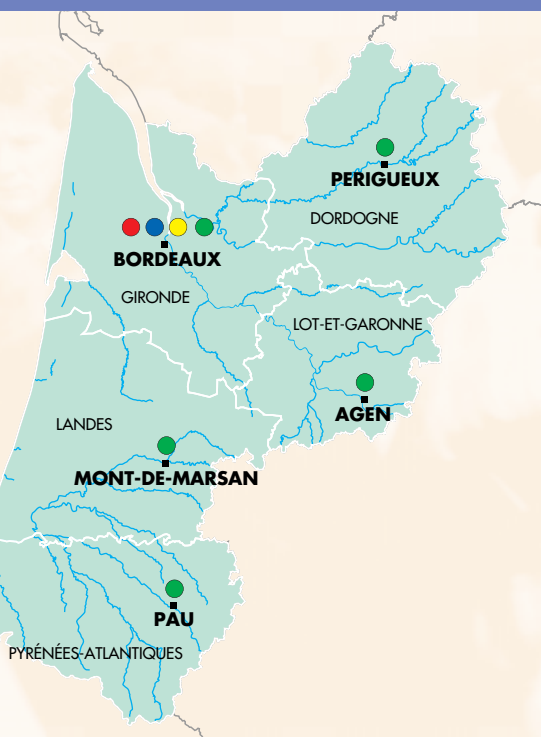 PERIGUEUX
DORDOGNE
BORDEAUX
GIRONDE
LOT-ET-GARONNE
AGEN
LANDES
MONT-DE-MARSAN
PAU
PYRÉNÉES-ATLANTIQUES